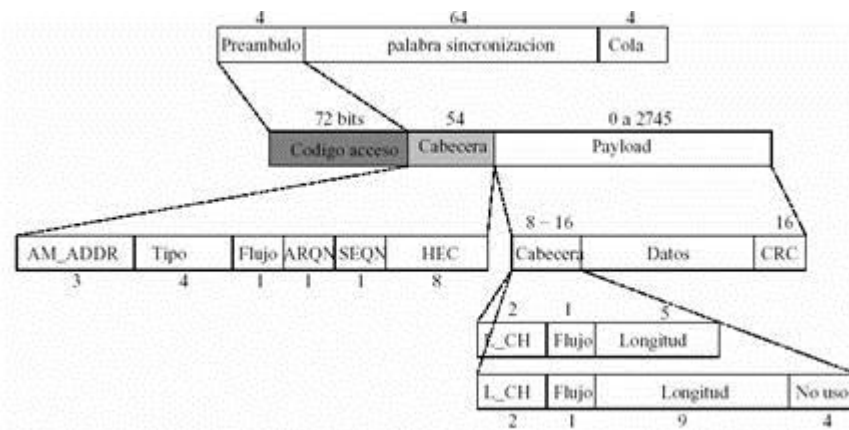 4 64 4
Preambulo palabra sincronizacion Cola
72 bits 54 0 a 2745
Codigo acceso Cabecera Payload
8 – 16 16
AM_ADDR Tipo Flujo ARQN SEQN HEC Cabecera Datos CRC
3 4 1 1 1 8
2 1 5
L_CH Flujo Longitud
L_CH Flujo Longitud No uso
2 1 9 4